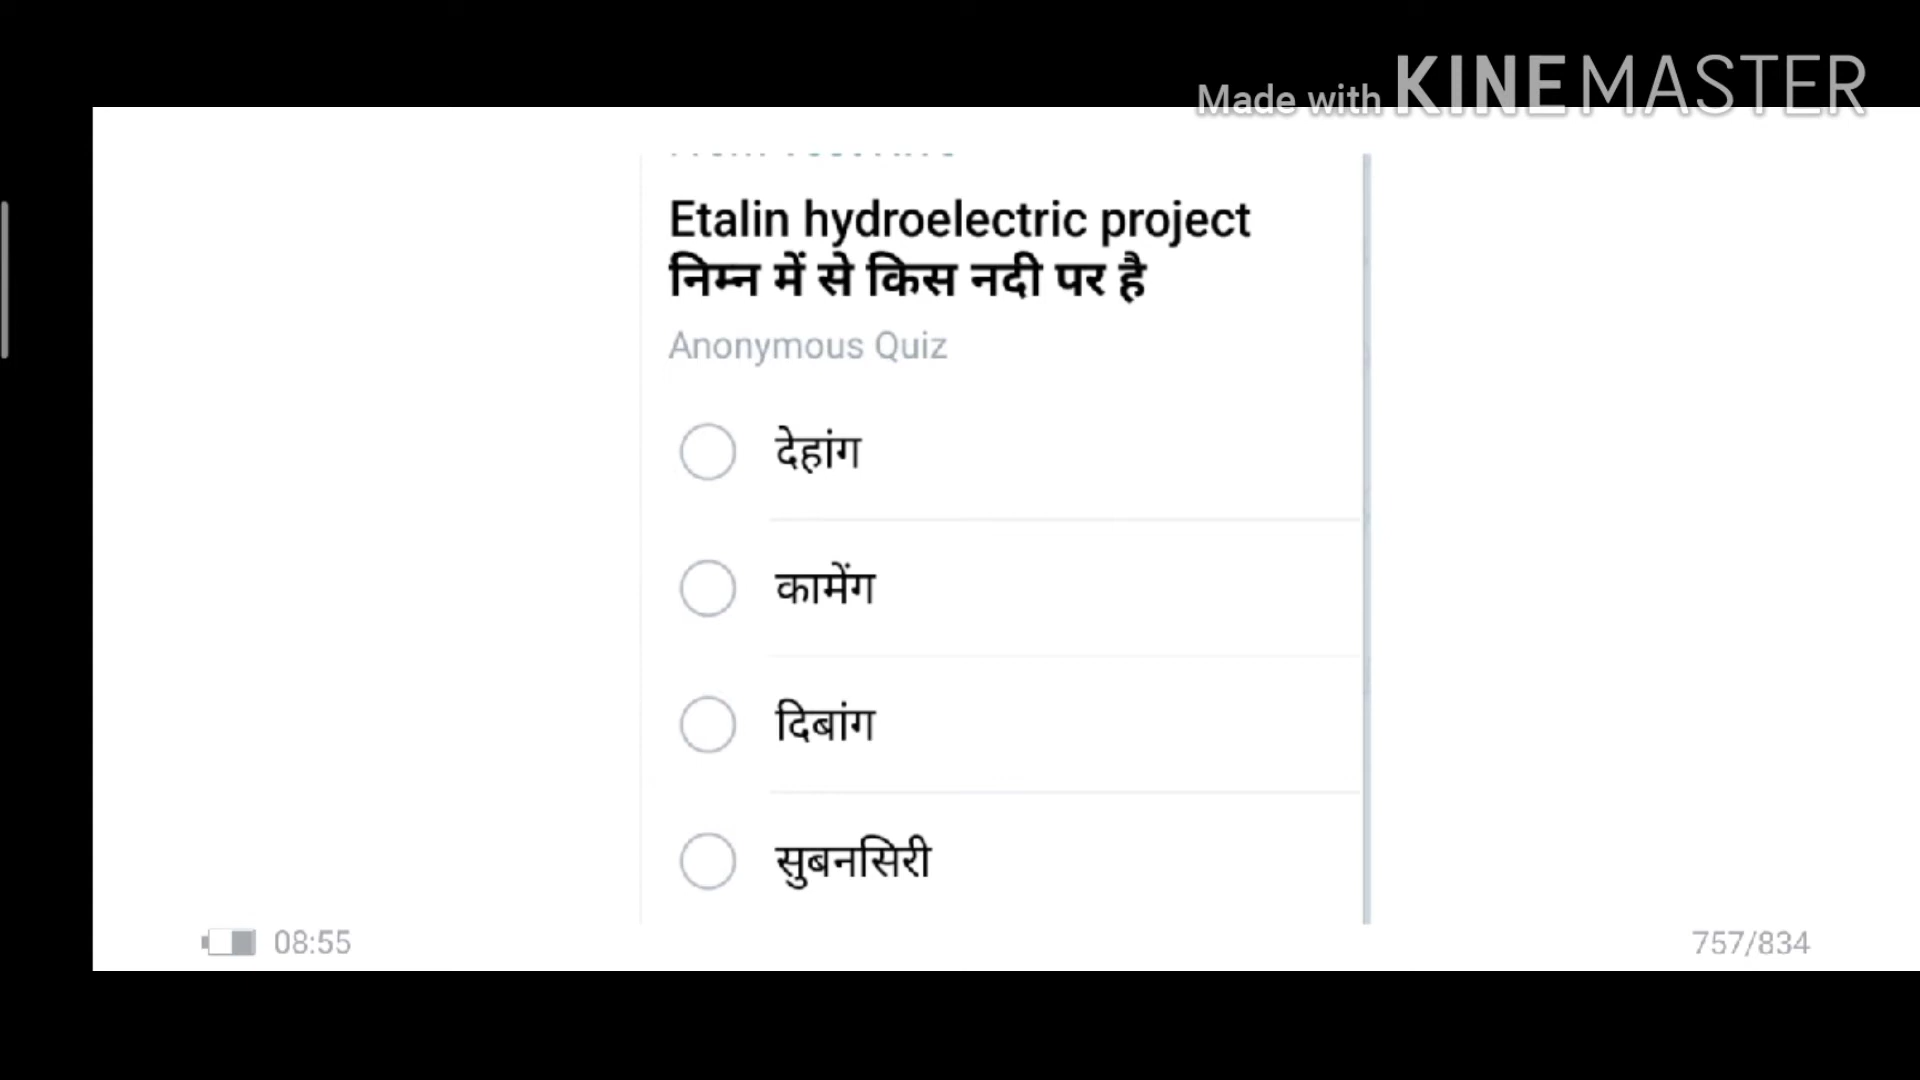 Made with KINEMASTER
Etalin hydroelectric project
निम्न में से किस नदी पर है
Anonymous Quiz
देहांग
कामेंग
दिबांग
सुबनसिरी
08:55
757/834